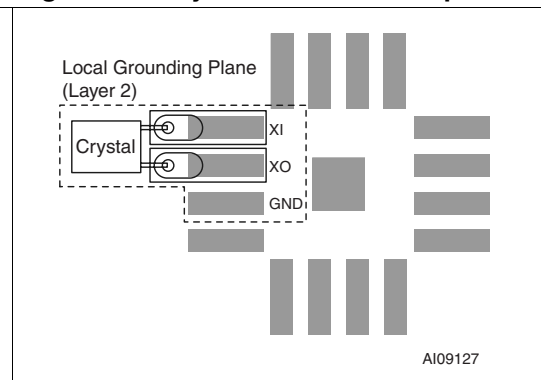 Local Grounding Plane
(Layer 2)
XI
Crystal
XO
GND
AI09127